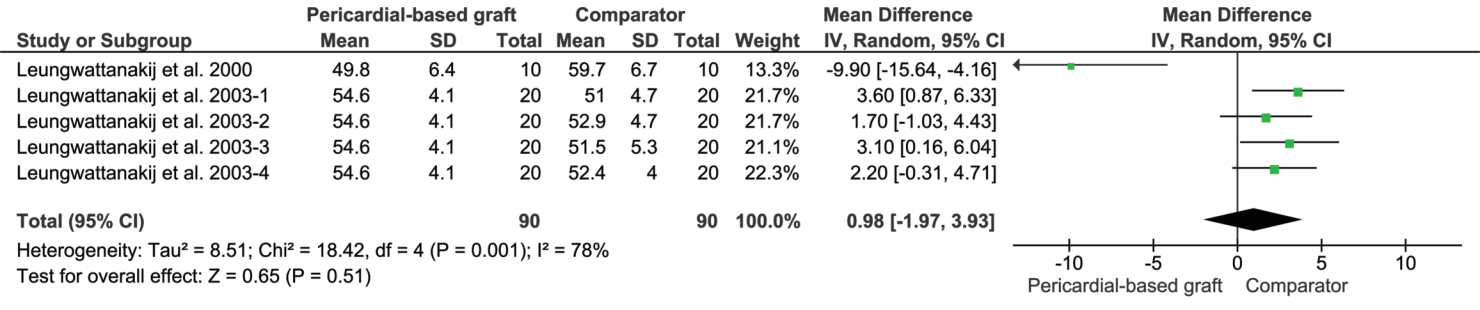 Pericardial-based graft Comparator Mean Difference Mean Difference
Study or Subgroup Mean SD Total Mean SD Total Weight IV, Random, 95% CI IV, Random, 95% CI
Leungwattanakij et al. 2000 49.8 6.4 10 59.7 6.7 10 13.3% -9.90 [-15.64, -4.16]
Leungwattanakij et al. 2003-1 54.6 4.1 20 51 4.7 20 21.7% 3.60 [0.87, 6.33]
Leungwattanakij et al. 2003-2 54.6 4.1 20 52.9 4.7 20 21.7% 1.70 [-1.03, 4.43]
Leungwattanakij et al. 2003-3 54.6 4.1 20 51.5 5.3 20 21.1% 3.10 [0.16, 6.04]
Leungwattanakij et al. 2003-4 54.6 4.1 20 52.4 4 20 22.3% 2.20 [-0.31, 4.71]
Total (95% CI) 90 90 100.0% 0.98 [-1.97, 3.93]
Heterogeneity: Tau² = 8.51; Chi² = 18.42, df = 4 (P = 0.001); I² = 78%
Test for overall effect: Z = 0.65 (P = 0.51)
-10 -5 0 5 10
Pericardial-based graft Comparator